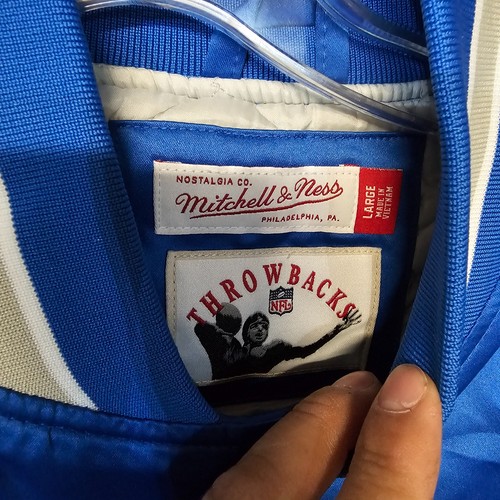 NOSTALGIA CO.
Mitchell & Ness
PHILADELPHIA, PA.
LARGE
MADE IN
VIETNAM
THROWBACKS
NFL